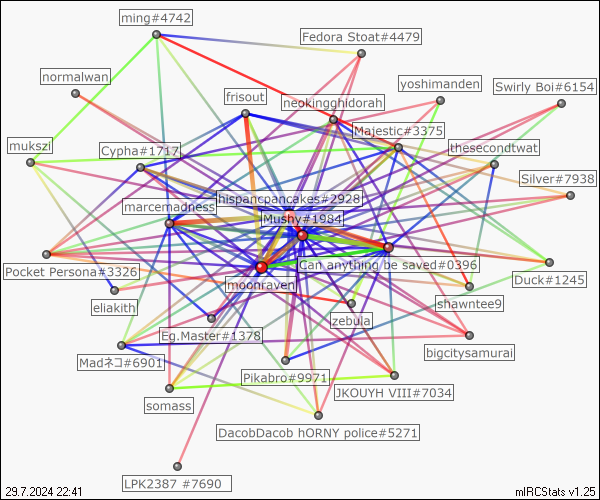 ming#4742
Fedora Stoat#4479
normalwan
yoshimanden
Swirly Boi#6154
frisout
neokingghidorah
Majestic#3375
mukszi
Cypha#1717
thesecondtwat
Silver#7938
hispancpancakes#2928
marcemadness
Mushy#1984
Pocket Persona#3326
Can anything be saved#0396
Duck#1245
moonraven
shawntee9
eliakith
zebula
Eg.Master#1378
bigcitysamurai
Madネコ#6901
Pikabro#9971
JKOUYH VIII#7034
somass
DacobDacob hORNY police#5271
LPK2387 #7690
29.7.2024 22:41
mIRCStats v1.25